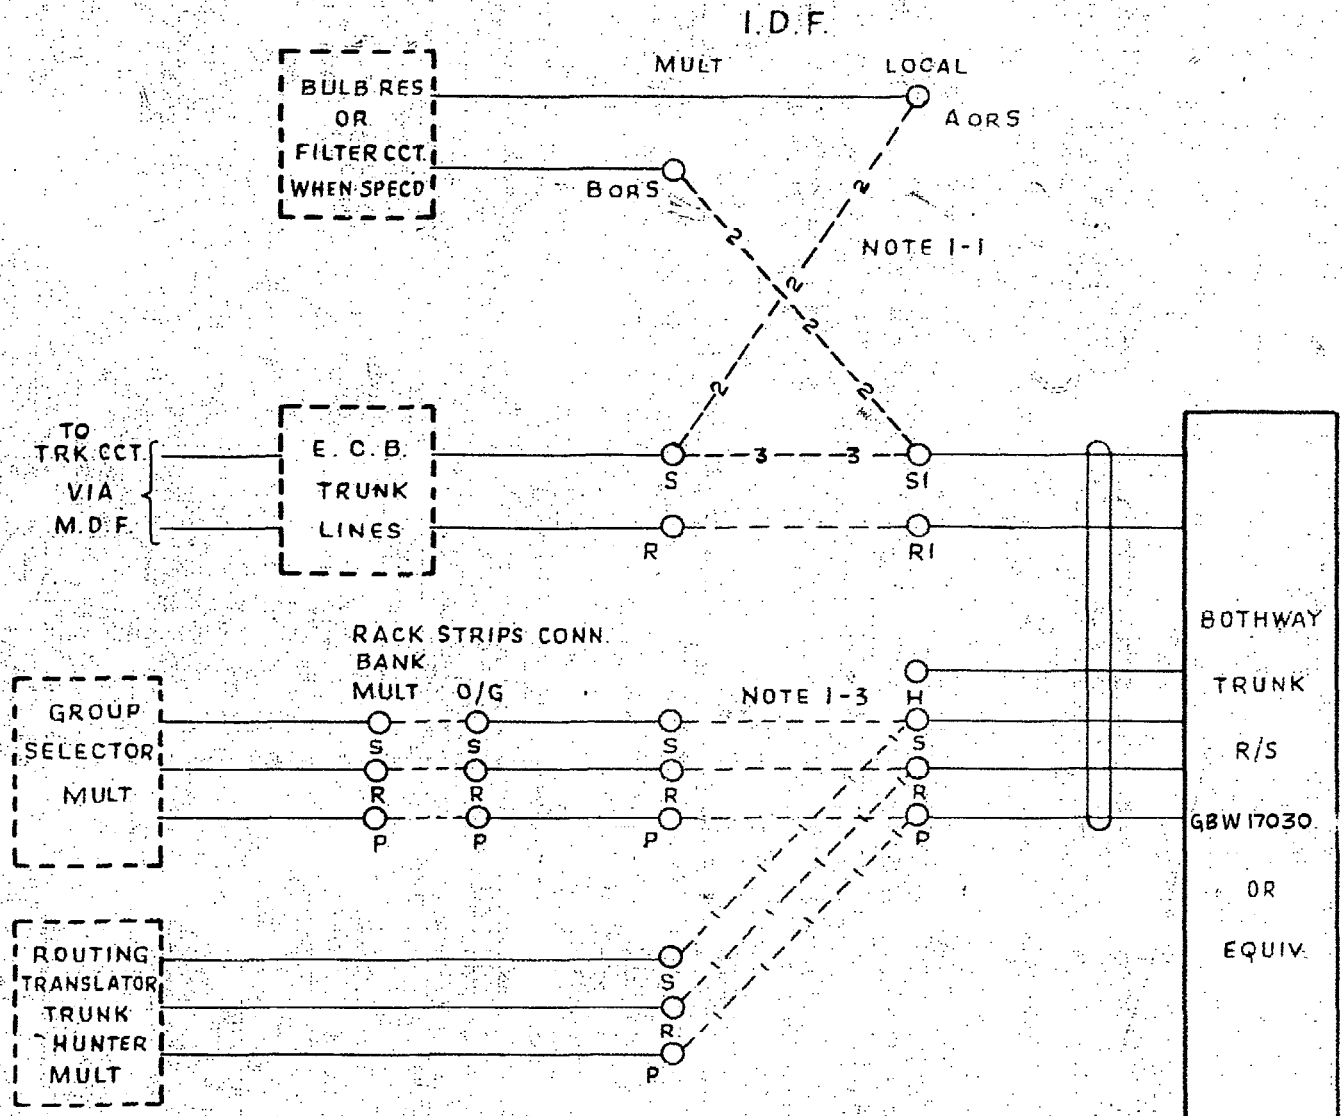 I.D.F.
MULT
LOCAL
BULB RES
OR
FILTER CCT.
WHEN SPECD
A OR S
B OR S
2
2
2
2
2
2
NOTE 1-1
TO
TRK.CCT.
VIA
M.D.F.
E.C.B.
TRUNK
LINES
S
3
3
S1
R
R1
RACK STRIPS CONN.
BANK
MULT O/G
NOTE 1-3
GROUP
SELECTOR
MULT
H
S
S
S
S
R
R
R
R
P
P
P
P
BOTHWAY
TRUNK
R/S
GBW 17030
OR
EQUIV.
ROUTING
TRANSLATOR
TRUNK
HUNTER
MULT
S
R
P